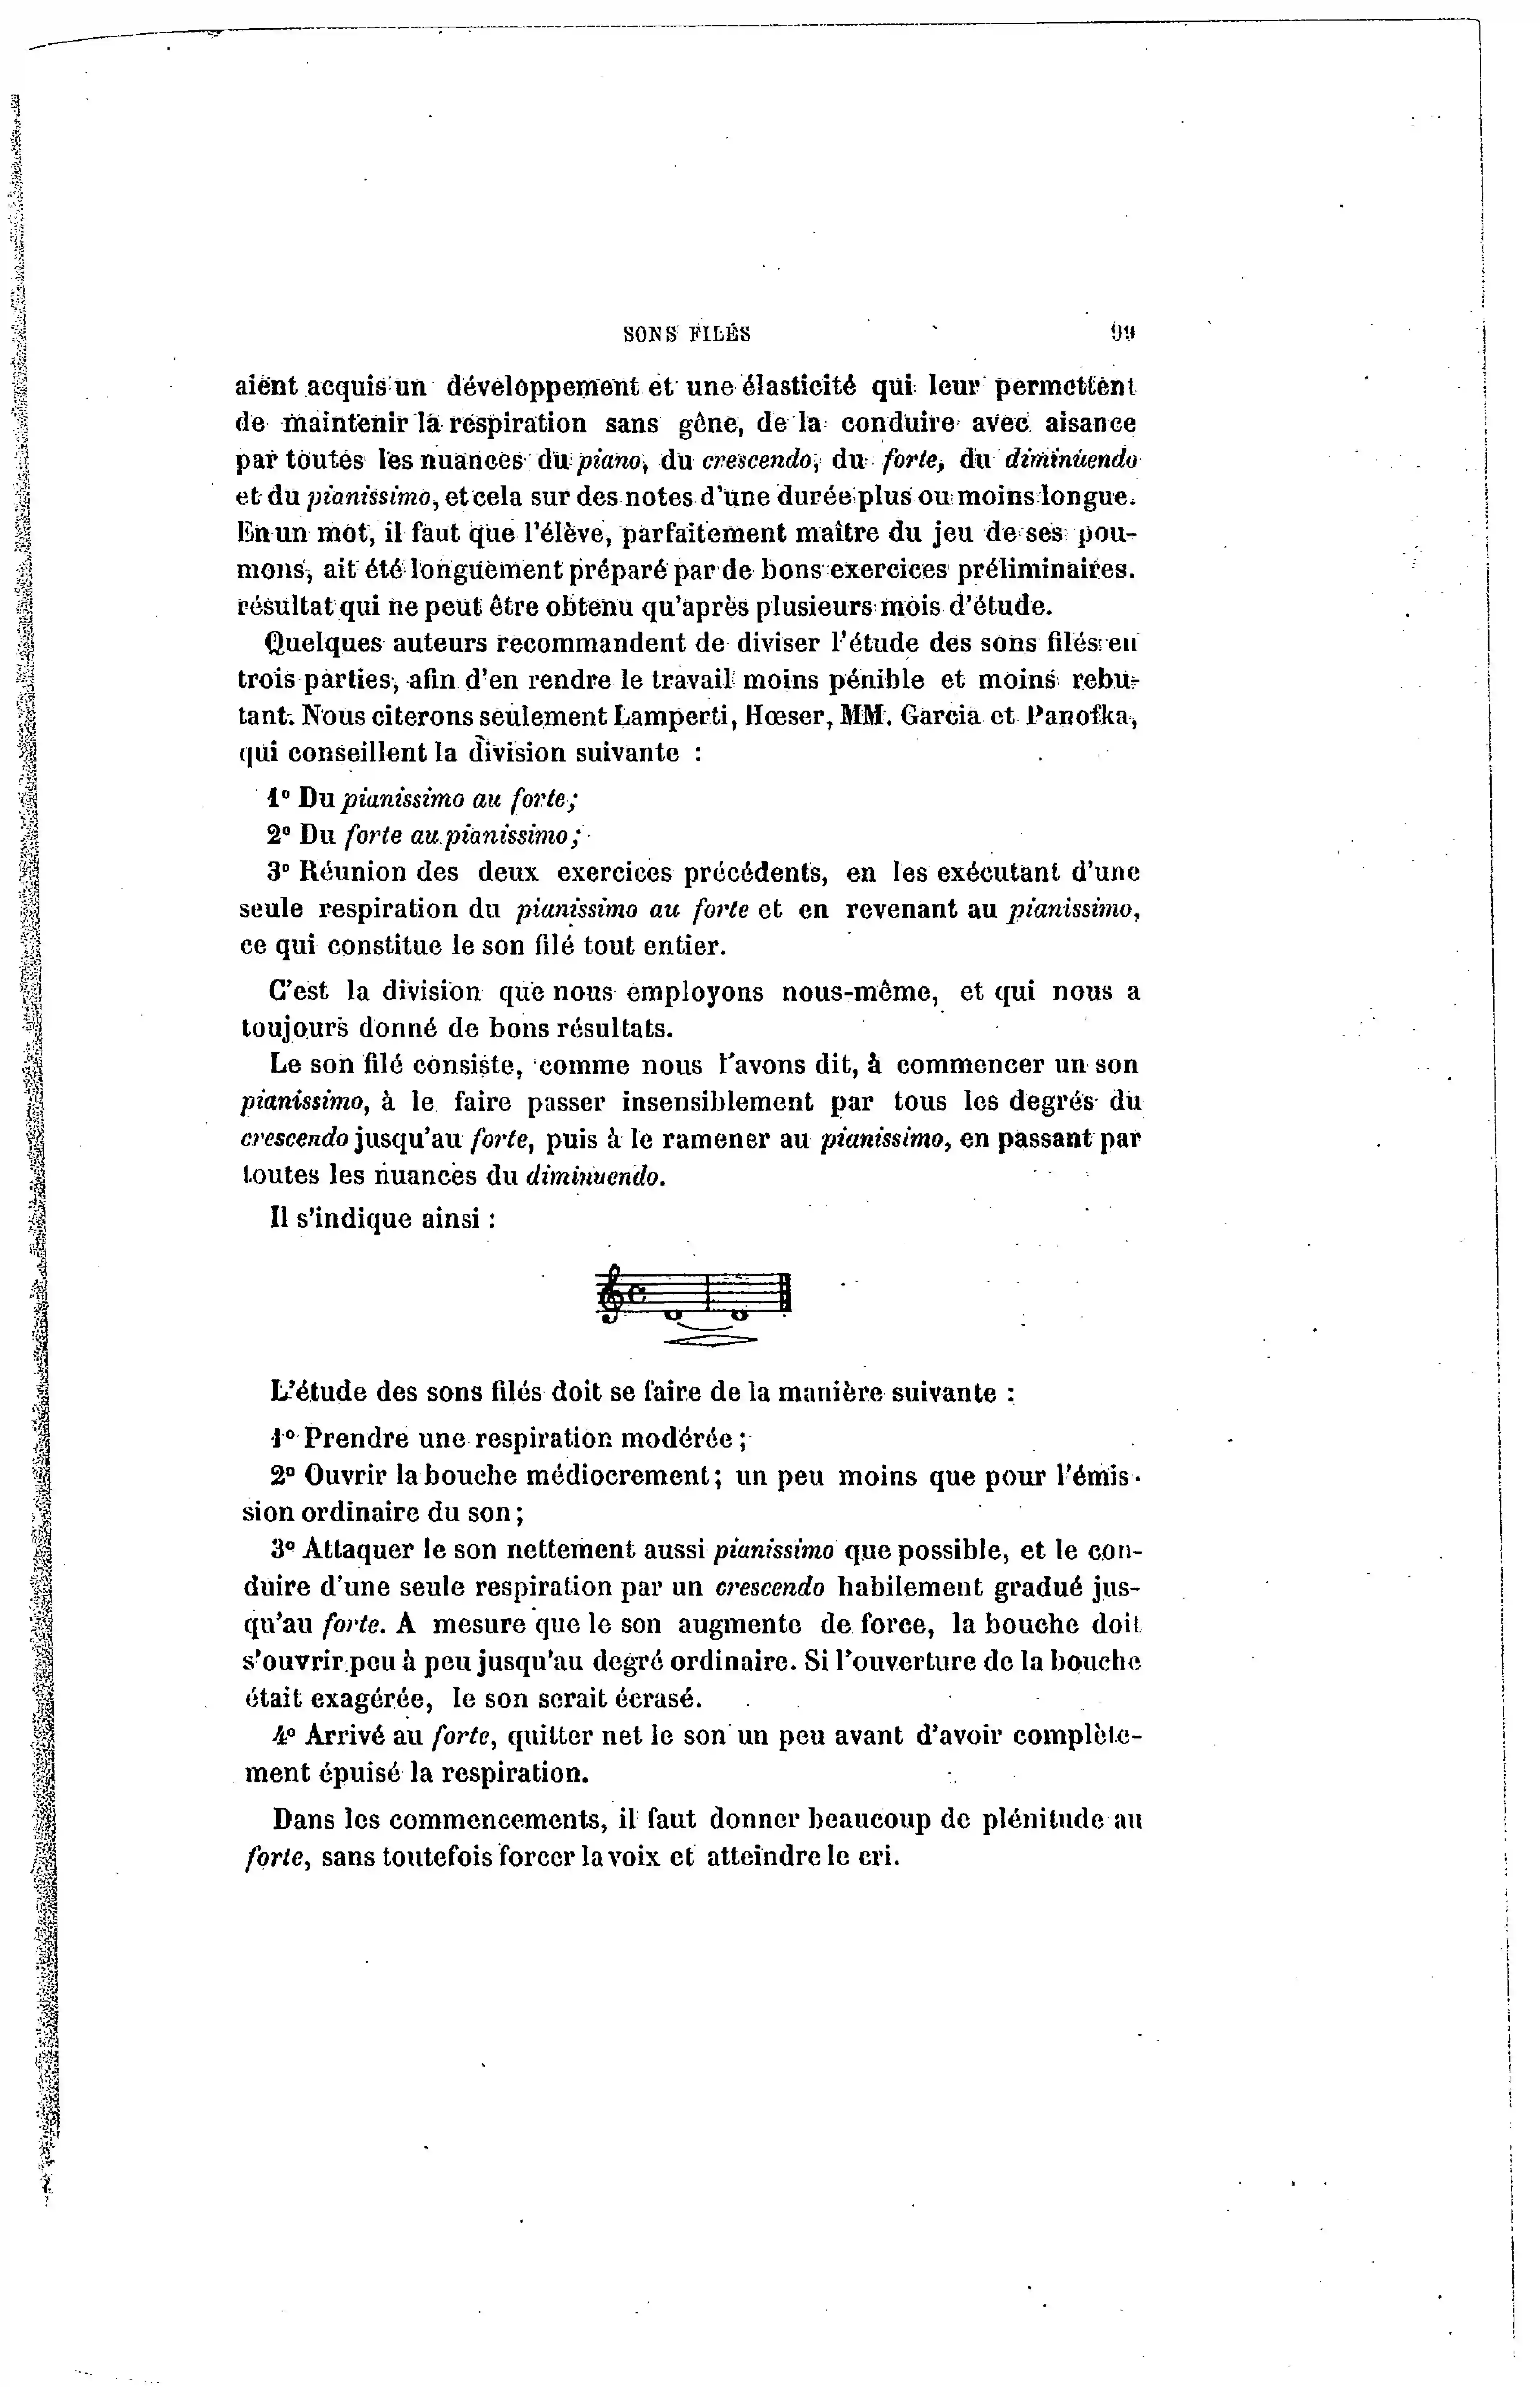 SONS FILÉS 99
aient acquis un développement et une élasticité qui leur permettent
de maintenir la respiration sans gêne, de la conduire avec aisance
par toutes les nuances du piano, du crescendo, du forte, du diminuendo
et du pianissimo, et cela sur des notes d'une durée plus ou moins longue.
En un mot, il faut que l'élève, parfaitement maître du jeu de ses pou-
mons, ait été longuement préparé par de bons exercices préliminaires.
résultat qui ne peut être obtenu qu'après plusieurs mois d'étude.
Quelques auteurs recommandent de diviser l'étude des sons filés en
trois parties, afin d'en rendre le travail moins pénible et moins rebu-
tant. Nous citerons seulement Lamperti, Hœser, MM. Garcia et Panofka,
qui conseillent la division suivante :
1° Du pianissimo au forte;
2° Du forte au pianissimo;
3° Réunion des deux exercices précédents, en les exécutant d'une
seule respiration du pianissimo au forte et en revenant au pianissimo,
ce qui constitue le son filé tout entier.
C'est la division que nous employons nous-même, et qui nous a
toujours donné de bons résultats.
Le son filé consiste, comme nous l'avons dit, à commencer un son
pianissimo, à le faire passer insensiblement par tous les degrés du
crescendo jusqu'au forte, puis à le ramener au pianissimo, en passant par
toutes les nuances du diminuendo.
Il s'indique ainsi :
L'étude des sons filés doit se faire de la manière suivante :
1° Prendre une respiration modérée;
2° Ouvrir la bouche médiocrement; un peu moins que pour l'émis-
sion ordinaire du son;
3° Attaquer le son nettement aussi pianissimo que possible, et le con-
duire d'une seule respiration par un crescendo habilement gradué jus-
qu'au forte. A mesure que le son augmente de force, la bouche doit
s'ouvrir peu à peu jusqu'au degré ordinaire. Si l'ouverture de la bouche
était exagérée, le son serait écrasé.
4° Arrivé au forte, quitter net le son un peu avant d'avoir complète-
ment épuisé la respiration.
Dans les commencements, il faut donner beaucoup de plénitude au
forte, sans toutefois forcer la voix et atteindre le cri.